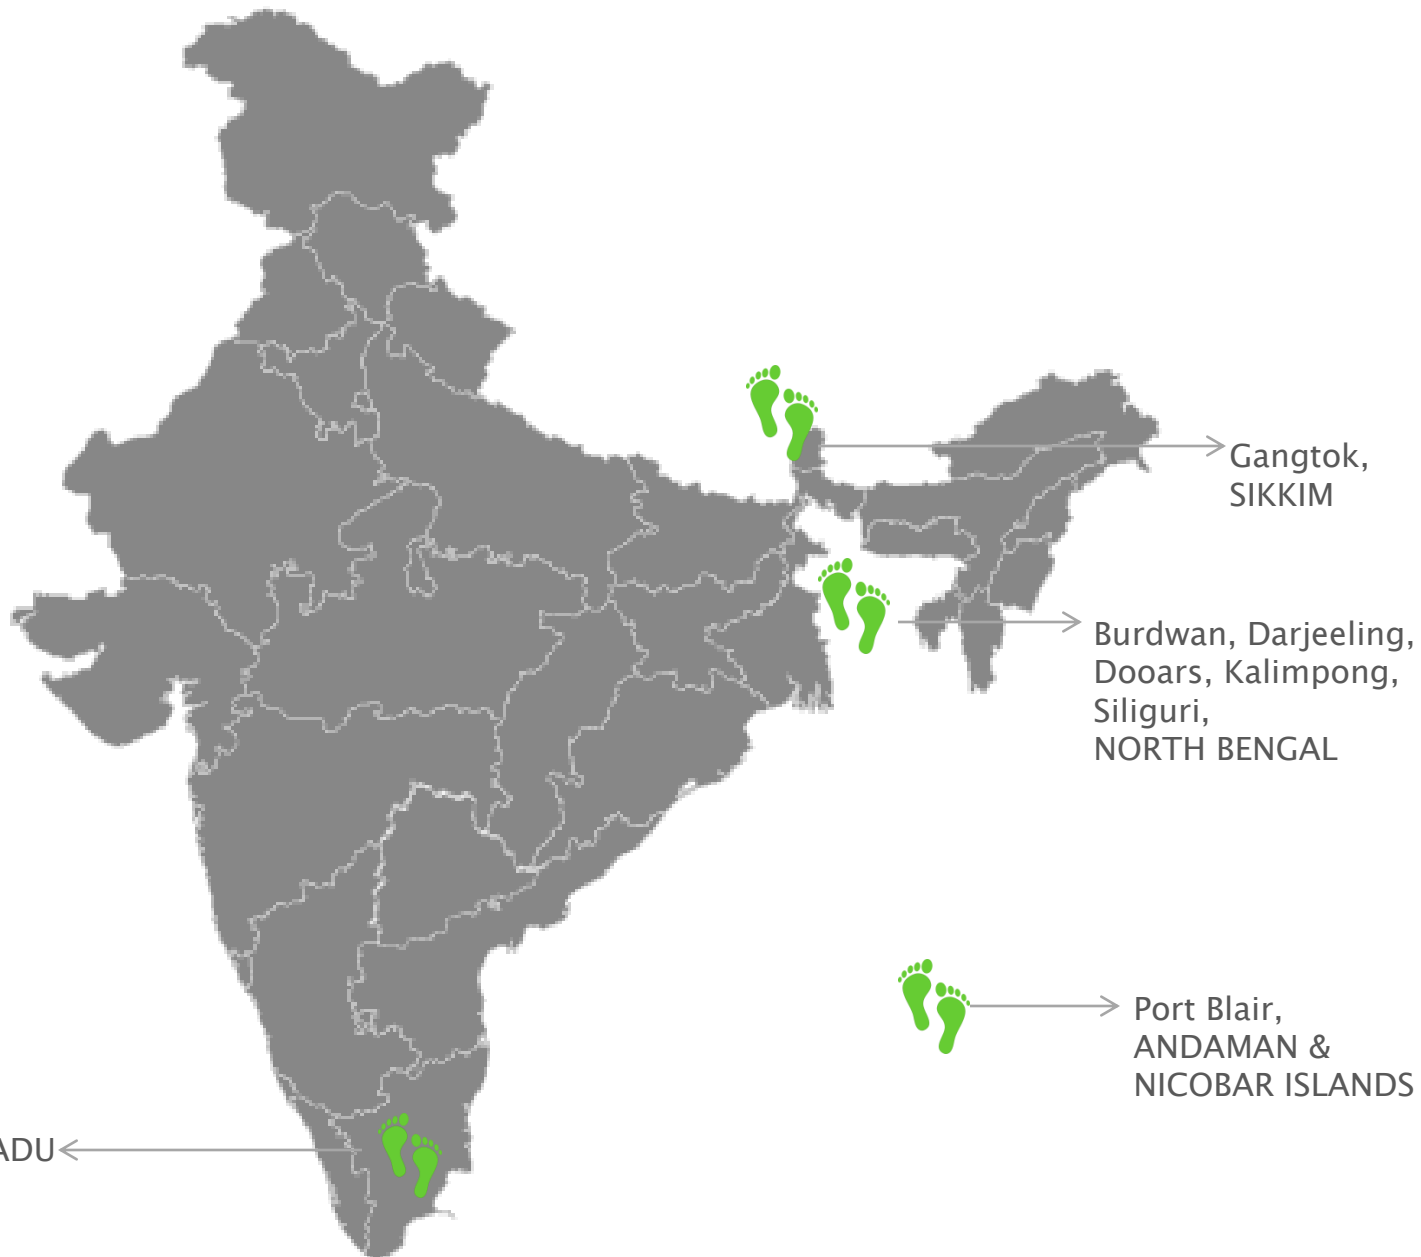 Gangtok,
SIKKIM
Burdwan, Darjeeling,
Dooars, Kalimpong,
Siliguri,
NORTH BENGAL
Port Blair,
ANDAMAN &
NICOBAR ISLANDS
ADU